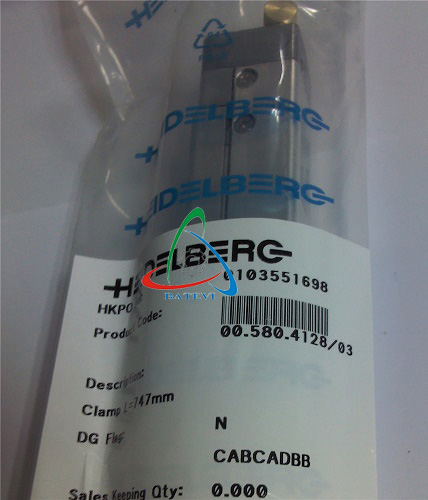 HEIDELBERG
HEIDELBERG
HEIDELBERG
HEIDELBERG
BATEVI
HKPO 0103551698
Product Code:
00.580.4128/03
Description:
Clamp L=747mm
DG Flag: N
CABCADBB
Sales Keeping Qty: 0.000